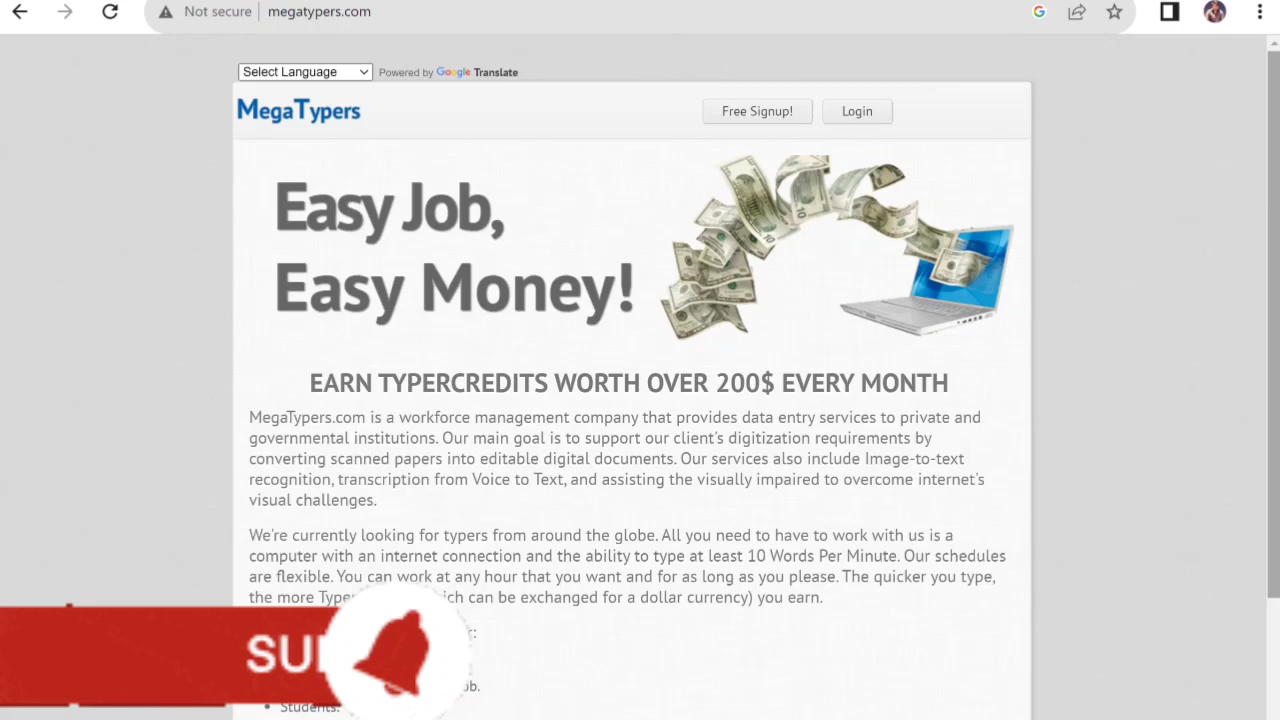 Not secure megatypers.com
Select Language Powered by Google Translate
MegaTypers Free Signup! Login
Easy Job,
Easy Money!
EARN TYPERCREDITS WORTH OVER 200$ EVERY MONTH
MegaTypers.com is a workforce management company that provides data entry services to private and
governmental institutions. Our main goal is to support our client's digitization requirements by
converting scanned papers into editable digital documents. Our services also include Image-to-text
recognition, transcription from Voice to Text, and assisting the visually impaired to overcome internet's
visual challenges.
We're currently looking for typers from around the globe. All you need to have to work with us is a
computer with an internet connection and the ability to type at least 10 Words Per Minute. Our schedules
are flexible. You can work at any hour that you want and for as long as you please. The quicker you type,
the more can be exchanged for a dollar currency) you earn.
Students.